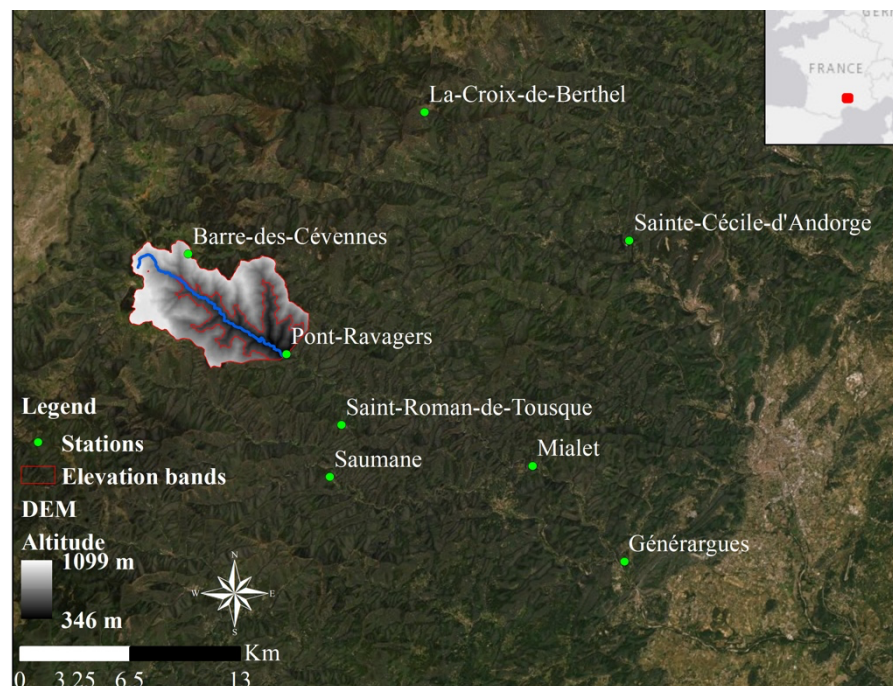 GERM
FRANCE
La-Croix-de-Berthel
Sainte-Cécile-d'Andorge
Barre-des-Cévennes
Pont-Ravagers
Saint-Roman-de-Tousque
Saumane
Mialet
Générargues
Legend
Stations
Elevation bands
DEM
Altitude
1099 m
346 m
N
W
E
S
Km
0 3.25 6.5 13